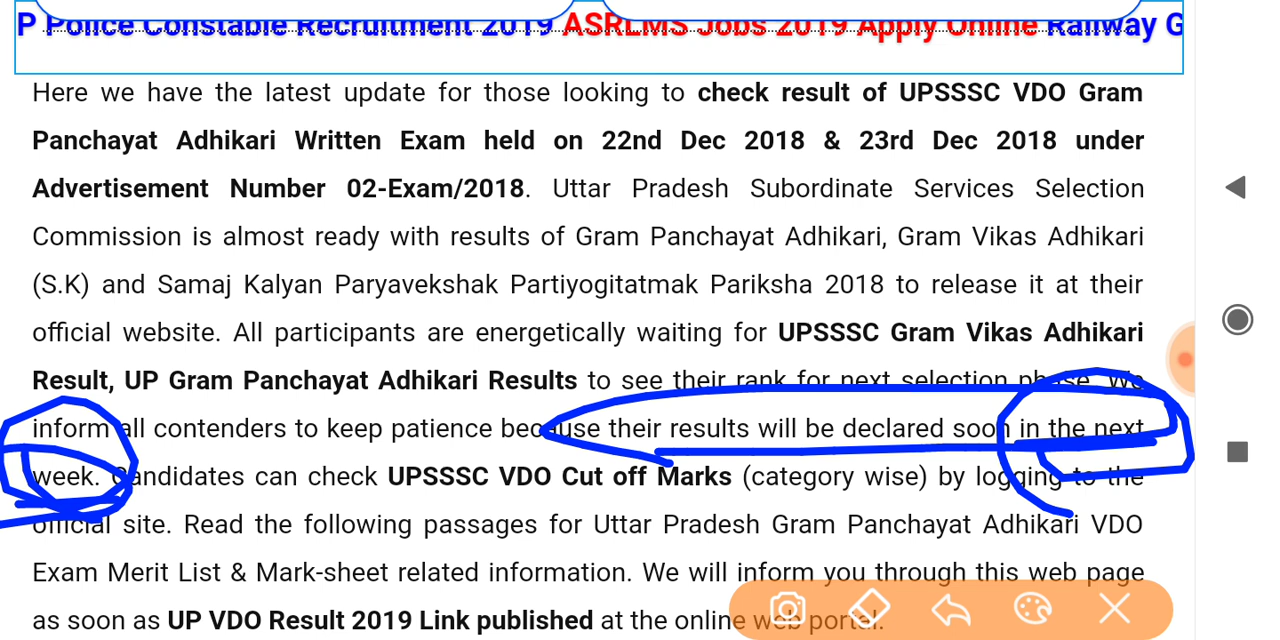 P Police Constable Recruitment 2019 ASRLMS Jobs 2019 Apply Online Railway G
Here we have the latest update for those looking to check result of UPSSSC VDO Gram
Panchayat Adhikari Written Exam held on 22nd Dec 2018 & 23rd Dec 2018 under
Advertisement Number 02-Exam/2018. Uttar Pradesh Subordinate Services Selection
Commission is almost ready with results of Gram Panchayat Adhikari, Gram Vikas Adhikari
(S.K) and Samaj Kalyan Paryavekshak Partiyogitatmak Pariksha 2018 to release it at their
official website. All participants are energetically waiting for UPSSSC Gram Vikas Adhikari
Result, UP Gram Panchayat Adhikari Results to see their rank for next selection phase. We
inform all contenders to keep patience because their results will be declared soon in the next
week. Candidates can check UPSSSC VDO Cut off Marks (category wise) by logging to the
official site. Read the following passages for Uttar Pradesh Gram Panchayat Adhikari VDO
Exam Merit List & Mark-sheet related information. We will inform you through this web page
as soon as UP VDO Result 2019 Link published at the online web portal.